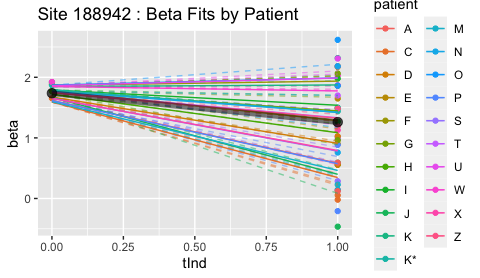 Site 188942 : Beta Fits by Patient
beta
2
1
0
0.00 0.25 0.50 0.75 1.00
tInd
patient
A M
C N
D O
E P
F S
G T
H U
I W
J X
K Z
K*